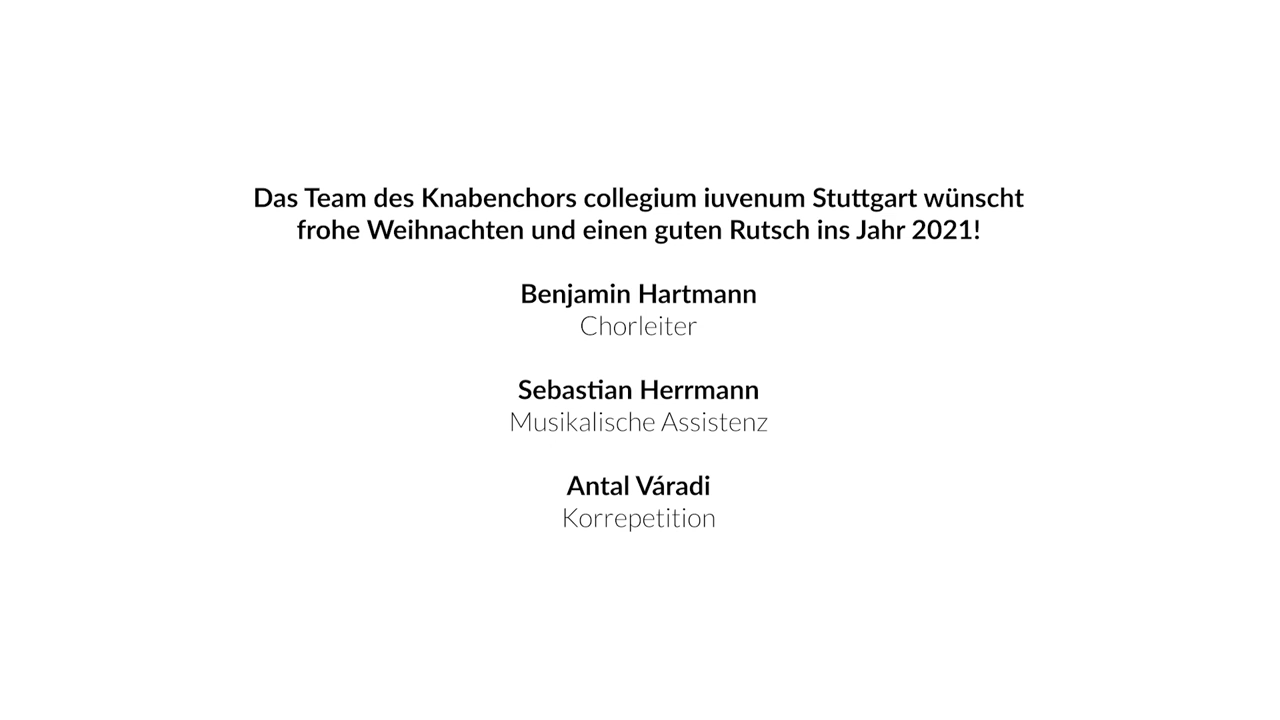 Das Team des Knabenchors collegium iuvenum Stuttgart wünscht
frohe Weihnachten und einen guten Rutsch ins Jahr 2021!
Benjamin Hartmann
Chorleiter
Sebastian Herrmann
Musikalische Assistenz
Antal Váradi
Korrepetition